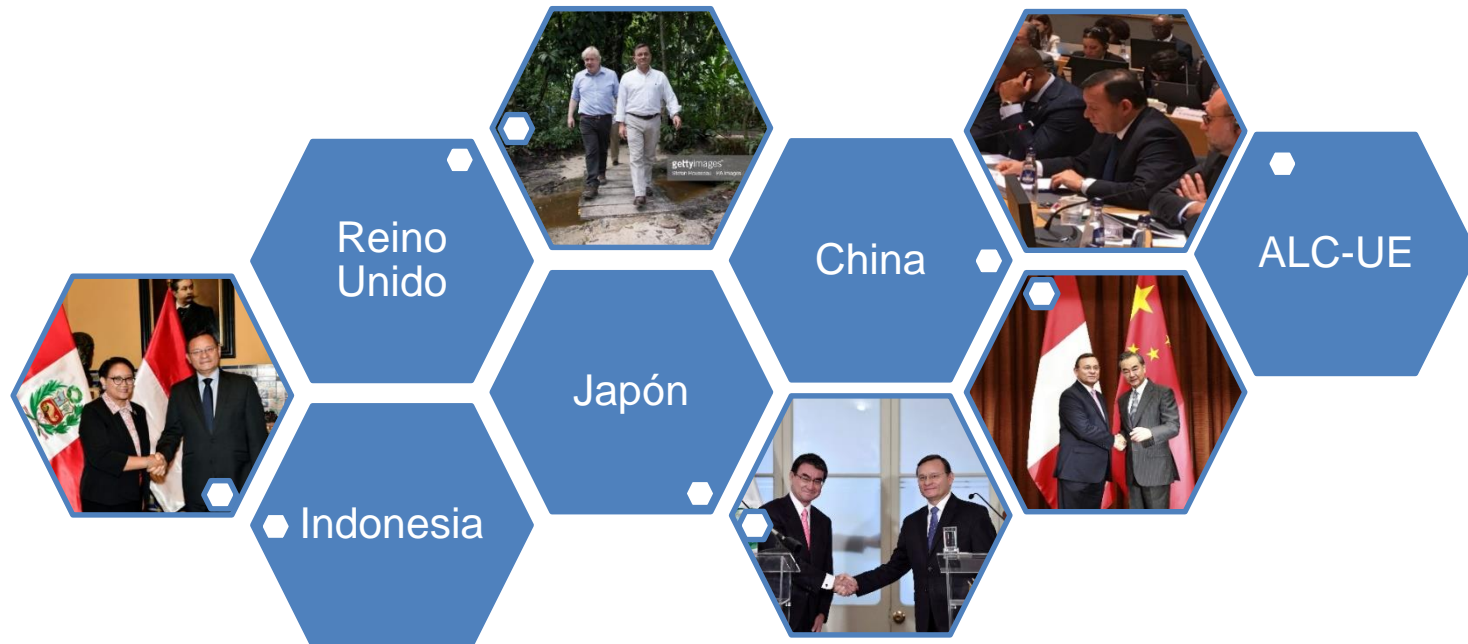 gettyimages
Reino
Unido
China
ALC-UE
Japón
Indonesia